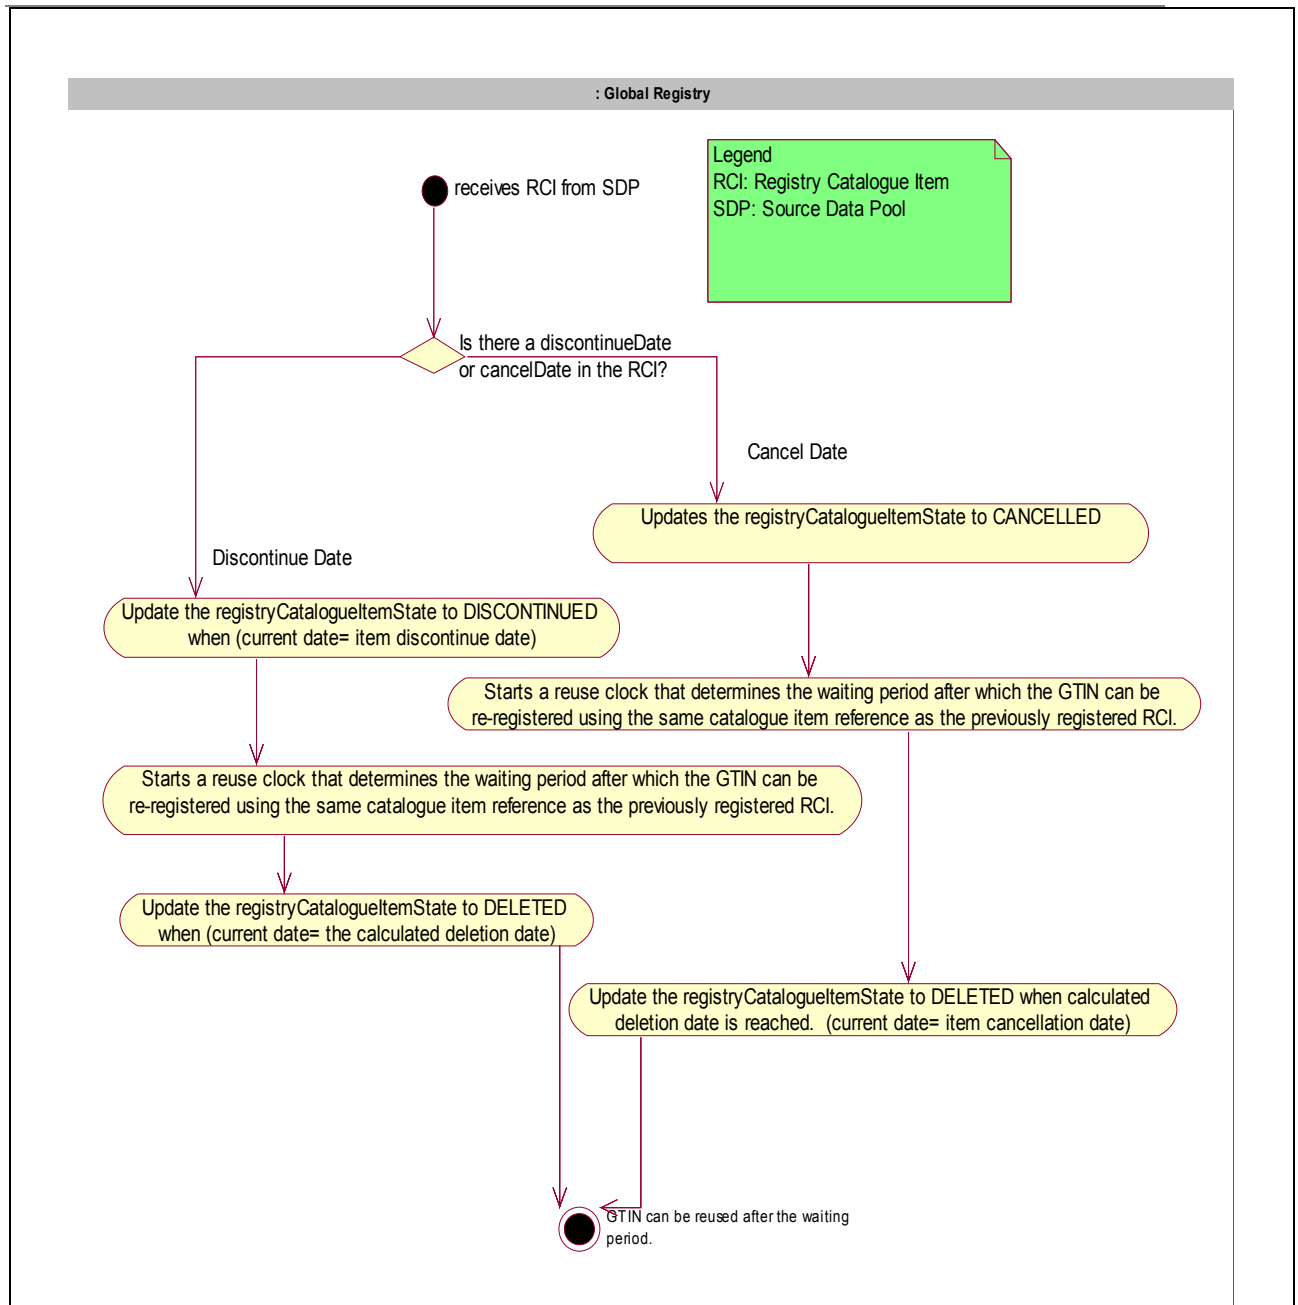 : Global Registry
Legend
RCI: Registry Catalogue Item
SDP: Source Data Pool
receives RCI from SDP
Is there a discontinueDate
or cancelDate in the RCI?
Cancel Date
Updates the registryCatalogueItemState to CANCELLED
Discontinue Date
Update the registryCatalogueItemState to DISCONTINUED
when (current date= item discontinue date)
Starts a reuse clock that determines the waiting period after which the GTIN can be
re-registered using the same catalogue item reference as the previously registered RCI.
Starts a reuse clock that determines the waiting period after which the GTIN can be
re-registered using the same catalogue item reference as the previously registered RCI.
Update the registryCatalogueItemState to DELETED
when (current date= the calculated deletion date)
Update the registryCatalogueItemState to DELETED when calculated
deletion date is reached.  (current date= item cancellation date)
GTIN can be reused after the waiting
period.